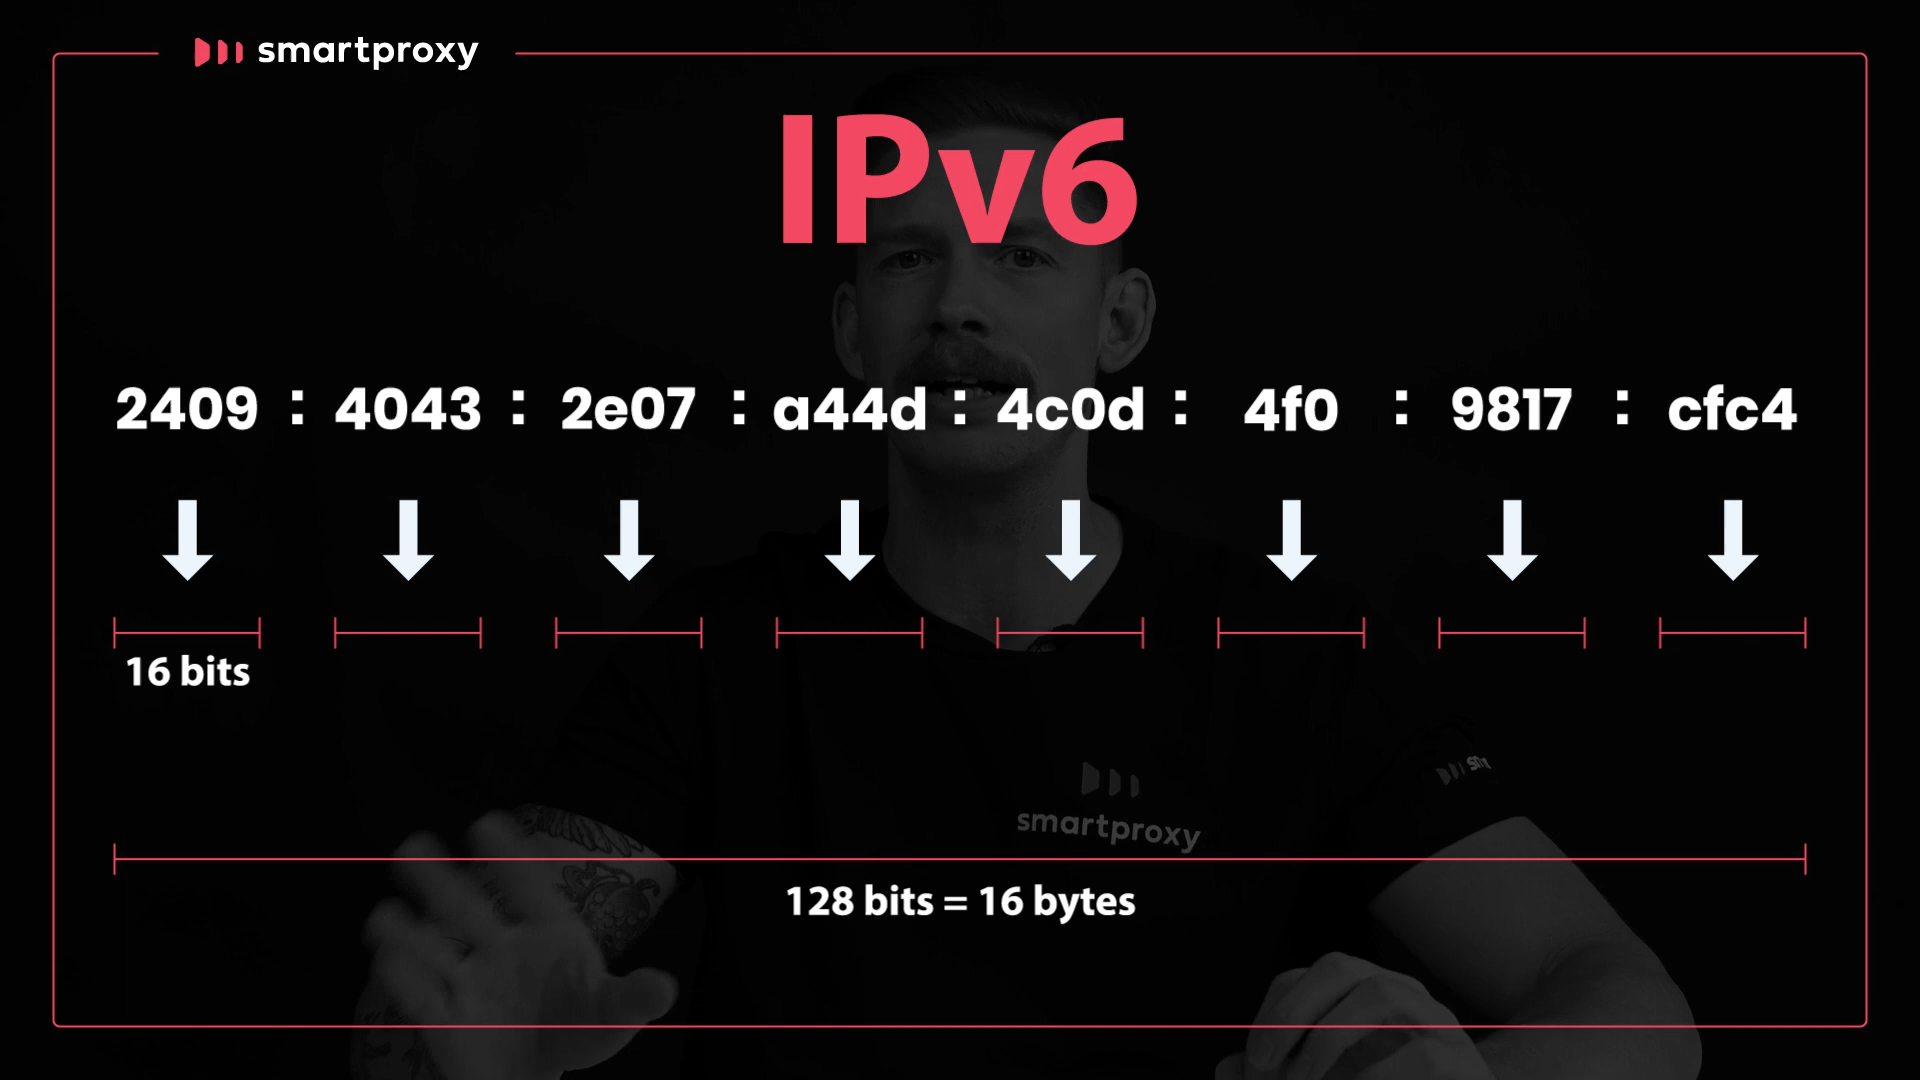 smartproxy
IPv6
2409 : 4043 : 2e07 : a44d : 4c0d : 4f0 : 9817 : cfc4
16 bits
smartproxy
128 bits = 16 bytes